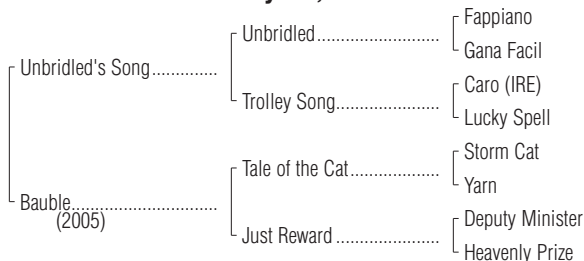 Fappiano
Unbridled..............................
Gana Facil
Unbridled's Song..............
Caro (IRE)
Trolley Song.........................
Lucky Spell
Storm Cat
Tale of the Cat......................
Yarn
Bauble................................
(2005)
Deputy Minister
Just Reward.........................
Heavenly Prize